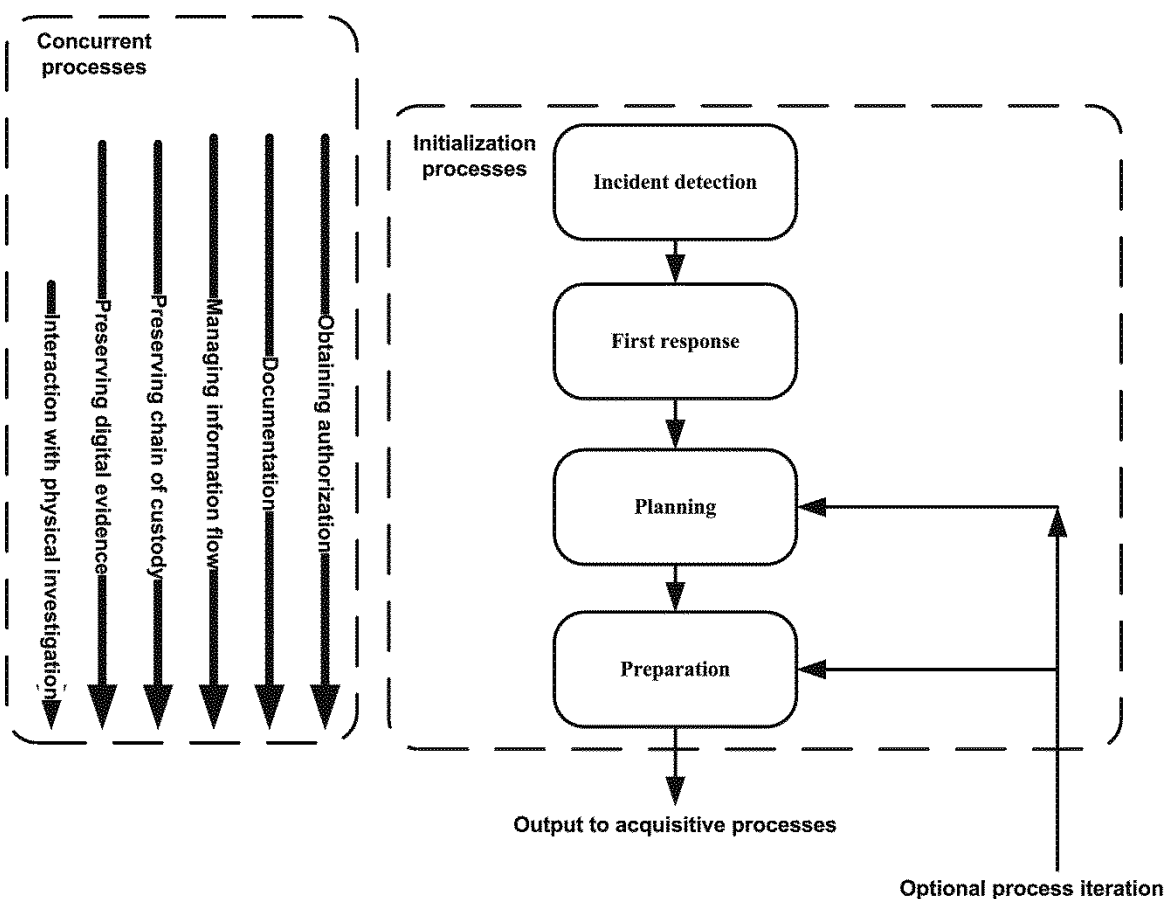 Concurrent
processes
Interaction with physical investigation
Preserving digital evidence
Preserving chain of custody
Managing information flow
Documentation
Obtaining authorization
Initialization
processes
Incident detection
First response
Planning
Preparation
Output to acquisitive processes
Optional process iteration